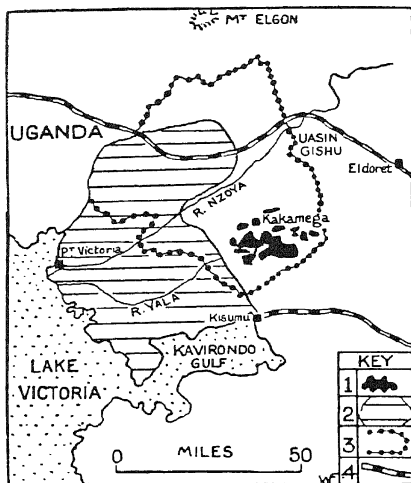 MT ELGON
UGANDA
UASIN
GISHU
Eldoret
R. NZOYA
Kakamega
PT Victoria
R. YALA
Kisumu
KAVIRONDO
GULF
LAKE
VICTORIA
KEY
1
2
3
4
MILES
0 50